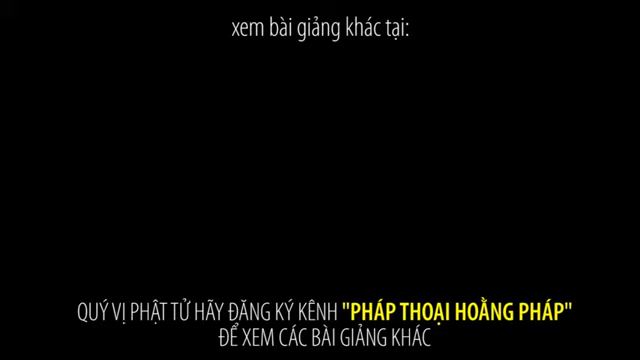 xem bài giảng khác tại:
QUÝ VỊ PHẬT TỬ HÃY ĐĂNG KÝ KÊNH "PHÁP THOẠI HOẰNG PHÁP"
ĐỂ XEM CÁC BÀI GIẢNG KHÁC